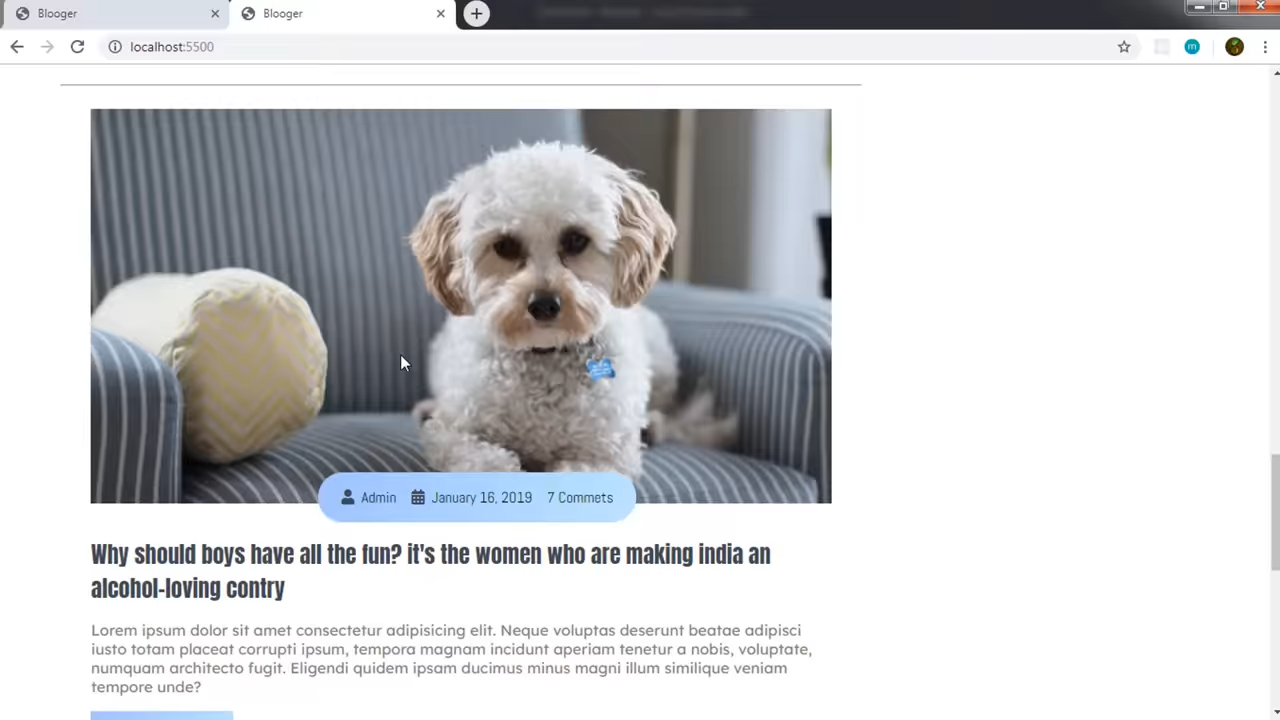 Blooger
Blooger
localhost:5500
m
Admin January 16, 2019 7 Commets
Why should boys have all the fun? it's the women who are making india an
alcohol-loving contry
Lorem ipsum dolor sit amet consectetur adipisicing elit. Neque voluptas deserunt beatae adipisci
iusto totam placeat corrupti ipsum, tempora magnam incidunt aperiam tenetur a nobis, voluptate,
numquam architecto fugit. Eligendi quidem ipsam ducimus minus magni illum similique veniam
tempore unde?